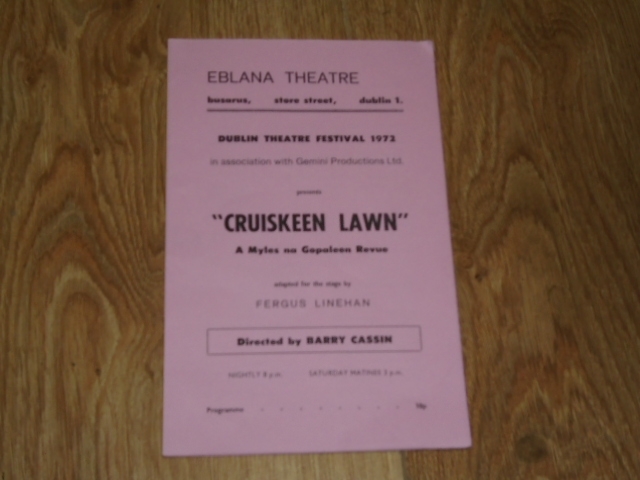 EBLANA THEATRE
busarus, store street, dublin 1.
DUBLIN THEATRE FESTIVAL 1972
in association with Gemini Productions Ltd.
presents
"CRUISKEEN LAWN"
A Myles na Gopaleen Revue
adapted for the stage by
FERGUS LINEHAN
Directed by BARRY CASSIN
NIGHTLY 8 p.m. SATURDAY MATINEE 3 p.m.
Programme - - - - - - - -